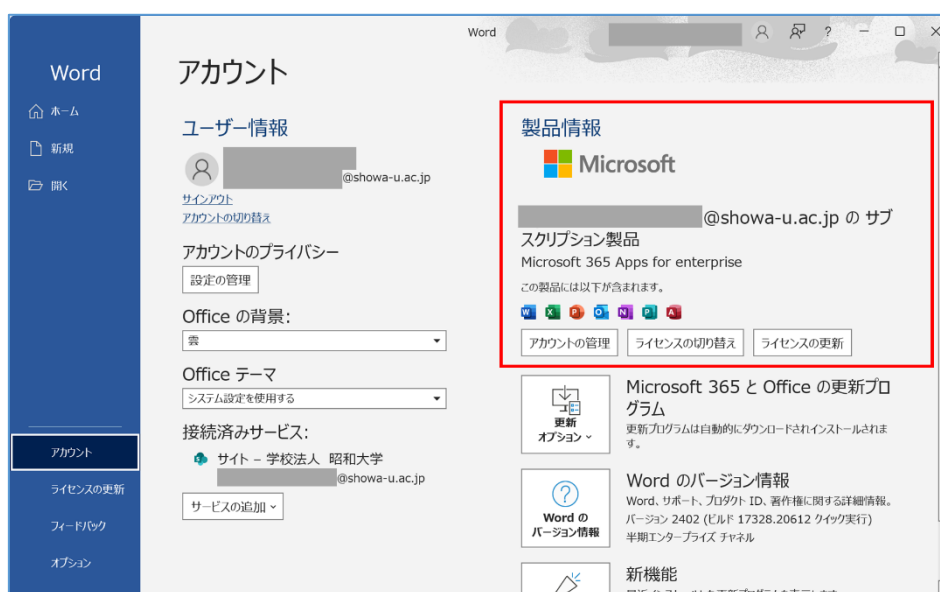 Word
?
Word
ホーム
新規
開く
アカウント
ライセンスの更新
フィードバック
オプション
アカウント
ユーザー情報
@showa-u.ac.jp
サインアウト
アカウントの切り替え
アカウントのプライバシー
設定の管理
Office の背景:
雲
Office テーマ
システム設定を使用する
接続済みサービス:
サイト – 学校法人 昭和大学
@showa-u.ac.jp
サービスの追加
製品情報
Microsoft
@showa-u.ac.jp の サブ
スクリプション製品
Microsoft 365 Apps for enterprise
この製品には以下が含まれます。
アカウントの管理
ライセンスの切り替え
ライセンスの更新
更新
オプション
Microsoft 365 と Office の更新プロ
グラム
更新プログラムは自動的にダウンロードされインストールされま
す。
Word の
バージョン情報
Word のバージョン情報
Word、サポート、プロダクト ID、著作権に関する詳細情報。
バージョン 2402 (ビルド 17328.20612 クイック実行)
半期エンタープライズ チャネル
新機能